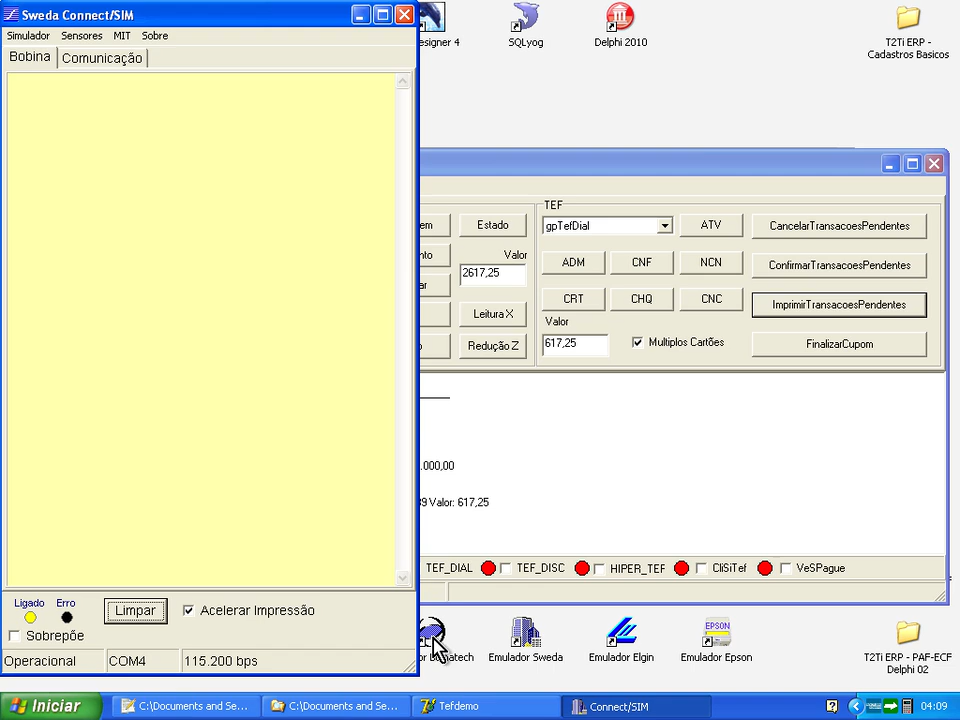 Sweda Connect/SIM
Simulador Sensores MIT Sobre
Bobina Comunicação
Ligado Erro
Limpar
Acelerar Impressão
Sobrepõe
Operacional COM4 115.200 bps
esigner 4
SQLyog
Delphi 2010
T2Ti ERP -
Cadastros Basicos
Estado
Valor
2617,25
Leitura X
Redução Z
TEF
gpTefDial
ATV
ADM CNF NCN
CRT CHQ CNC
Valor
617,25
Multiplos Cartões
CancelarTransacoesPendentes
ConfirmarTransacoesPendentes
ImprimirTransacoesPendentes
FinalizarCupom
.000,00
Valor: 617,25
TEF_DIAL TEF_DISC HIPER_TEF CliSiTef VeSPague
Emulador Sweda
Emulador Elgin
EPSON
Emulador Epson
T2Ti ERP - PAF-ECF
Delphi 02
Iniciar
C:\Documents and Se...
C:\Documents and Se...
Tefdemo
Connect/SIM
04:09